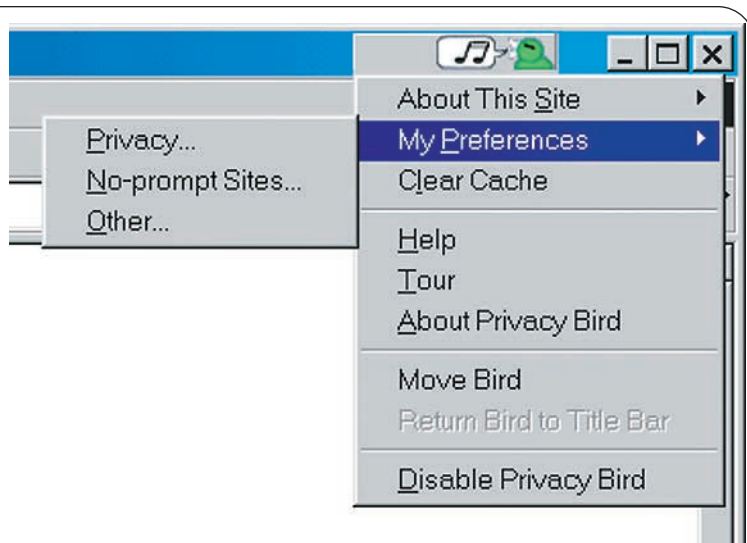 About This Site
My Preferences
Clear Cache
Help
Tour
About Privacy Bird
Move Bird
Return Bird to Title Bar
Disable Privacy Bird
Privacy...
No-prompt Sites...
Other...